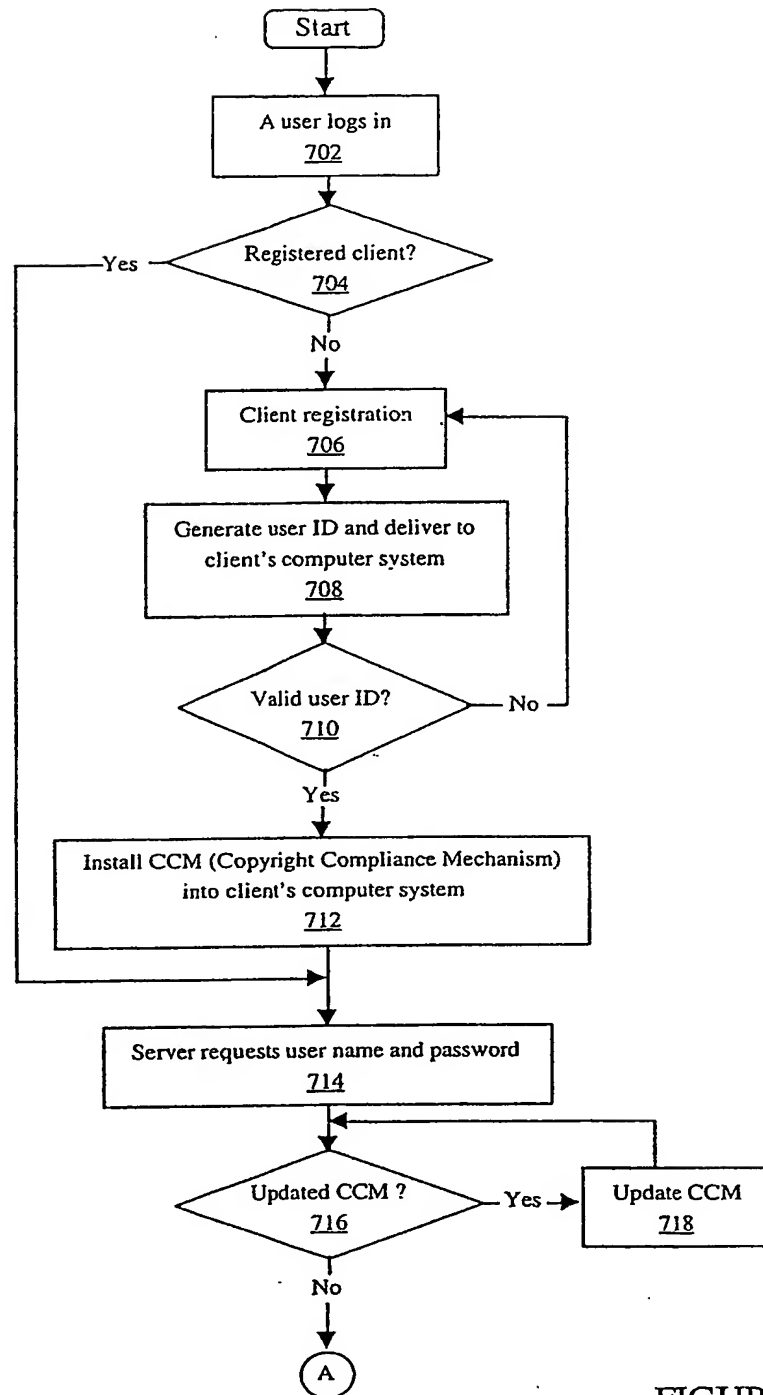 Start
A user logs in
702
Registered client?
704
Yes
No
Client registration
706
Generate user ID and deliver to
client's computer system
708
Valid user ID?
710
No
Yes
Install CCM (Copyright Compliance Mechanism)
into client's computer system
712
Server requests user name and password
714
Updated CCM ?
716
Yes
Update CCM
718
No
A